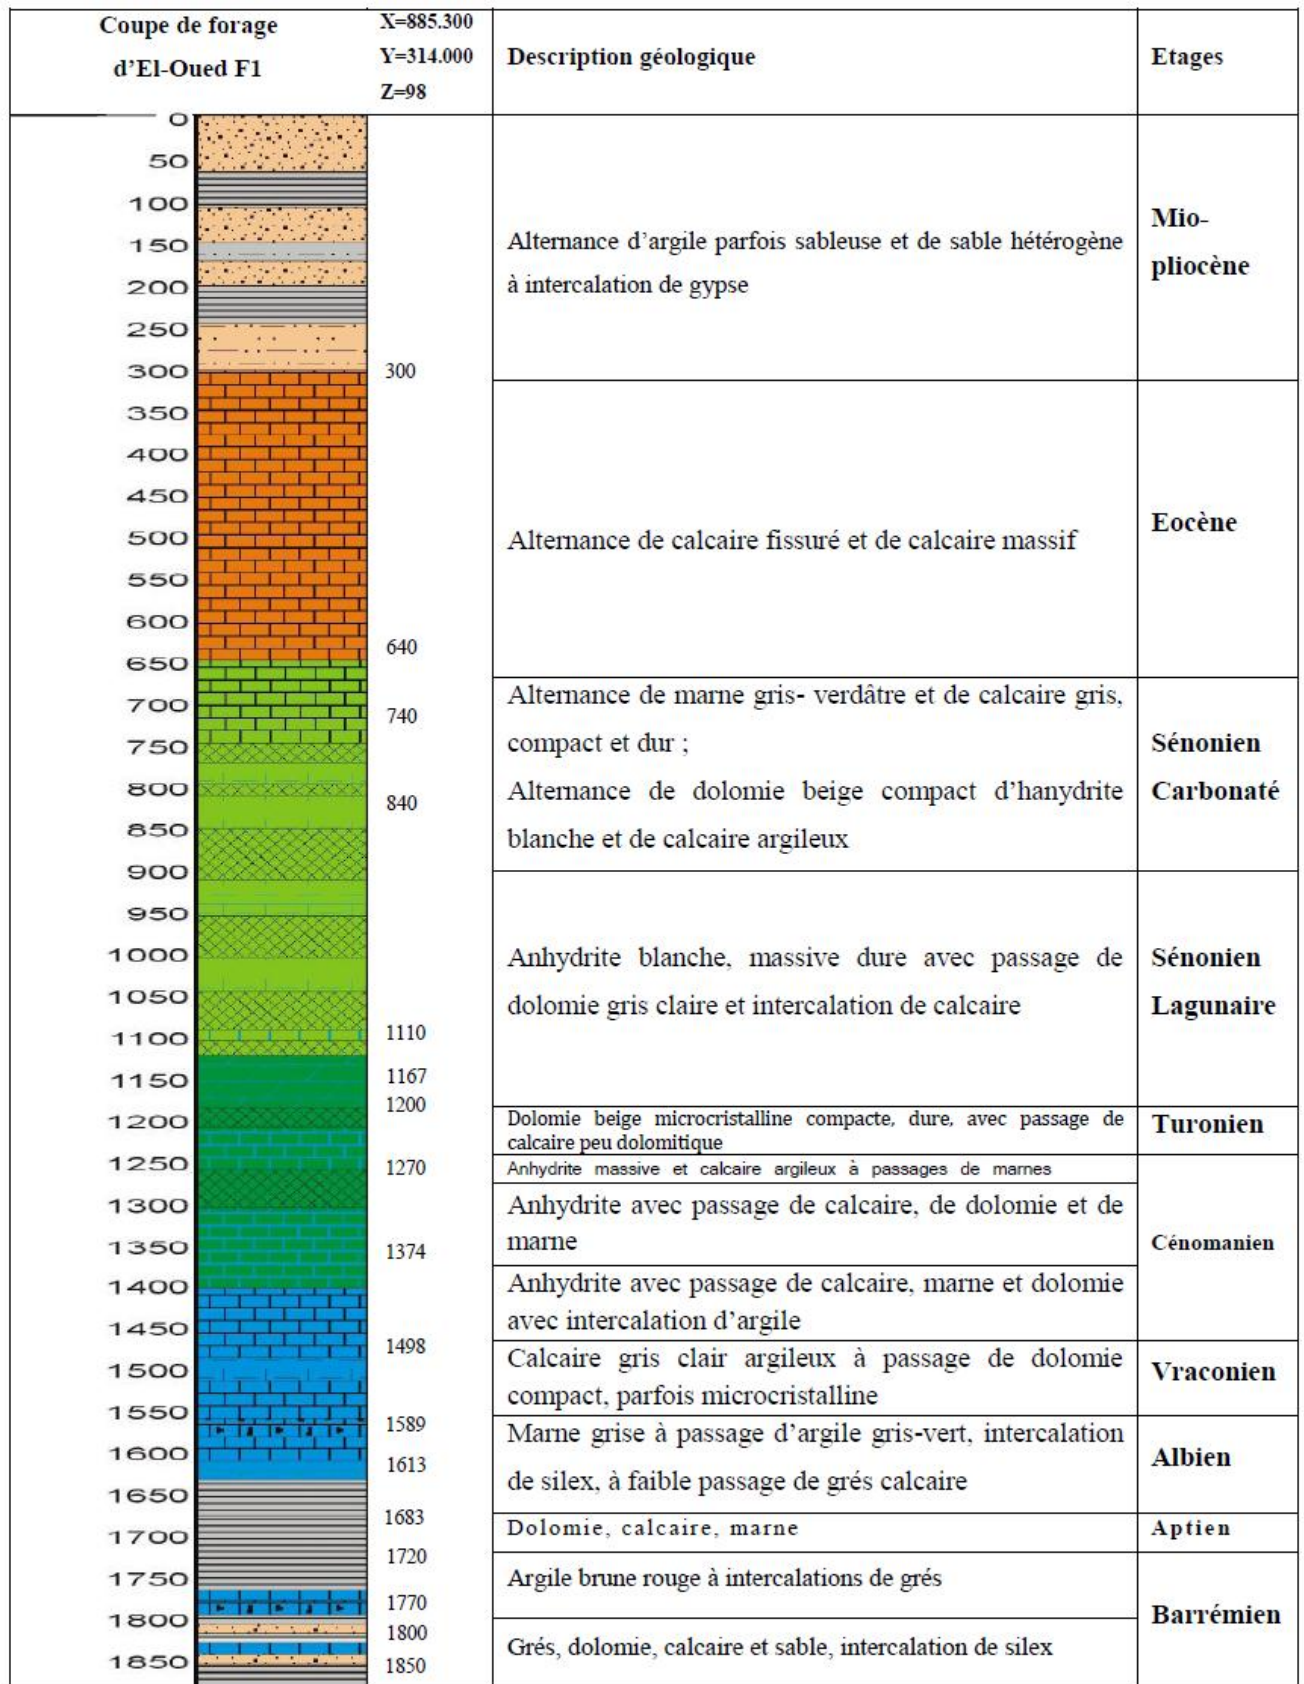 Coupe de forage
d'El-Oued F1
X=885.300
Y=314.000
Z=98
Description géologique
Etages
0
50
100
150
200
250
300
350
400
450
500
550
600
650
700
750
800
850
900
950
1000
1050
1100
1150
1200
1250
1300
1350
1400
1450
1500
1550
1600
1650
1700
1750
1800
1850
300
640
740
840
1110
1167
1200
1270
1374
1498
1589
1613
1683
1720
1770
1800
1850
Alternance d'argile parfois sableuse et de sable hétérogène
à intercalation de gypse
Mio-
pliocène
Alternance de calcaire fissuré et de calcaire massif
Eocène
Alternance de marne gris- verdâtre et de calcaire gris,
compact et dur ;
Alternance de dolomie beige compact d'hanydrite
blanche et de calcaire argileux
Sénonien
Carbonaté
Anhydrite blanche, massive dure avec passage de
dolomie gris claire et intercalation de calcaire
Sénonien
Lagunaire
Dolomie beige microcristalline compacte, dure, avec passage de
calcaire peu dolomitique
Turonien
Anhydrite massive et calcaire argileux à passages de marnes
Anhydrite avec passage de calcaire, de dolomie et de
marne
Anhydrite avec passage de calcaire, marne et dolomie
avec intercalation d'argile
Cénomanien
Calcaire gris clair argileux à passage de dolomie
compact, parfois microcristalline
Vraconien
Marne grise à passage d'argile gris-vert, intercalation
de silex, à faible passage de grés calcaire
Albien
Dolomie, calcaire, marne
Aptien
Argile brune rouge à intercalations de grés
Grés, dolomie, calcaire et sable, intercalation de silex
Barrémien